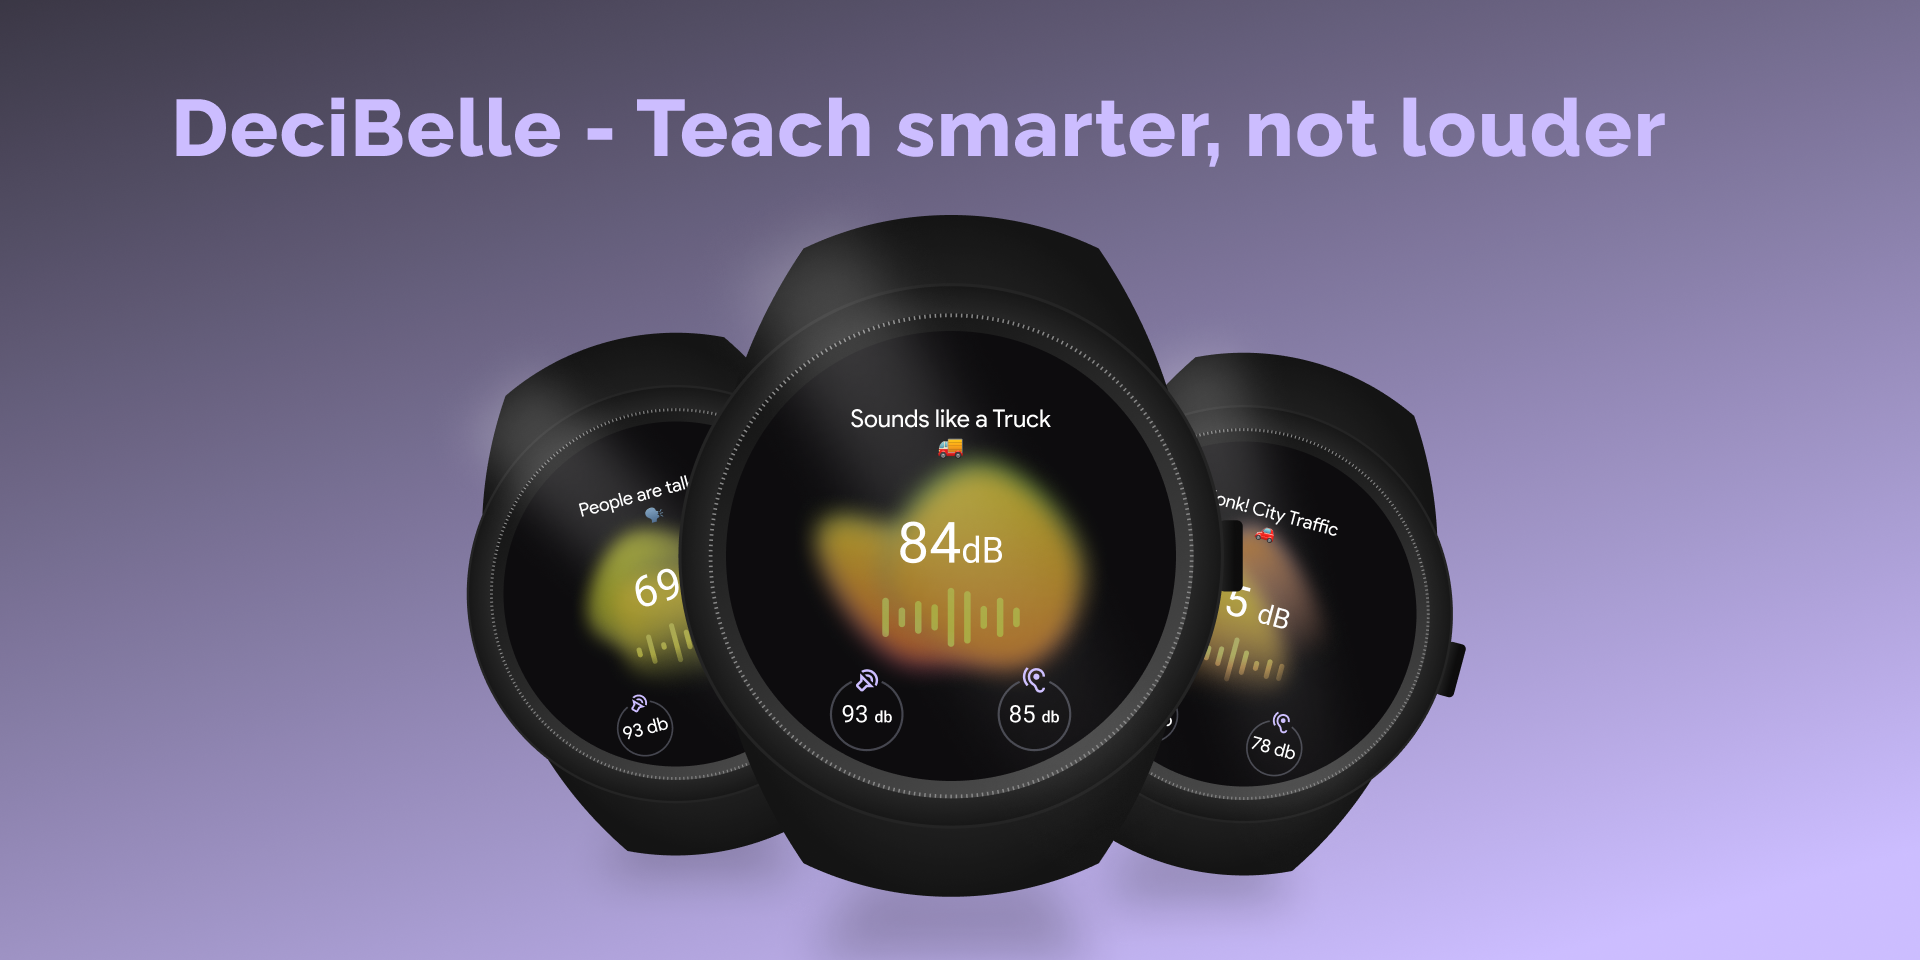 DeciBelle - Teach smarter, not louder
People are
69
93 db
Sounds like a Truck
84dB
93 db
85 db
City Traffic
5 dB
78 db